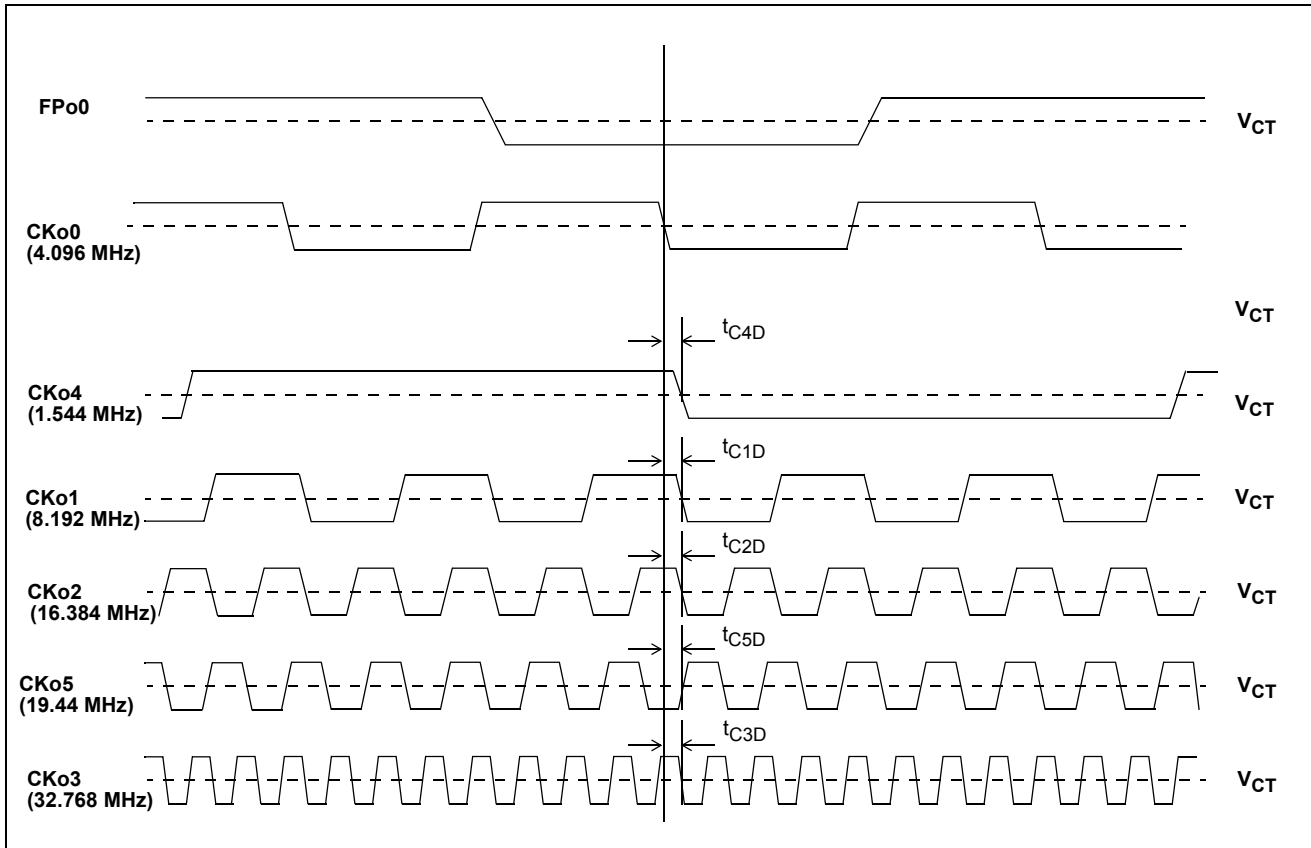 FPo0
VCT
CKo0
(4.096 MHz)
VCT
tC4D
CKo4
(1.544 MHz)
VCT
tC1D
CKo1
(8.192 MHz)
VCT
tC2D
CKo2
(16.384 MHz)
VCT
tC5D
CKo5
(19.44 MHz)
VCT
tC3D
CKo3
(32.768 MHz)
VCT